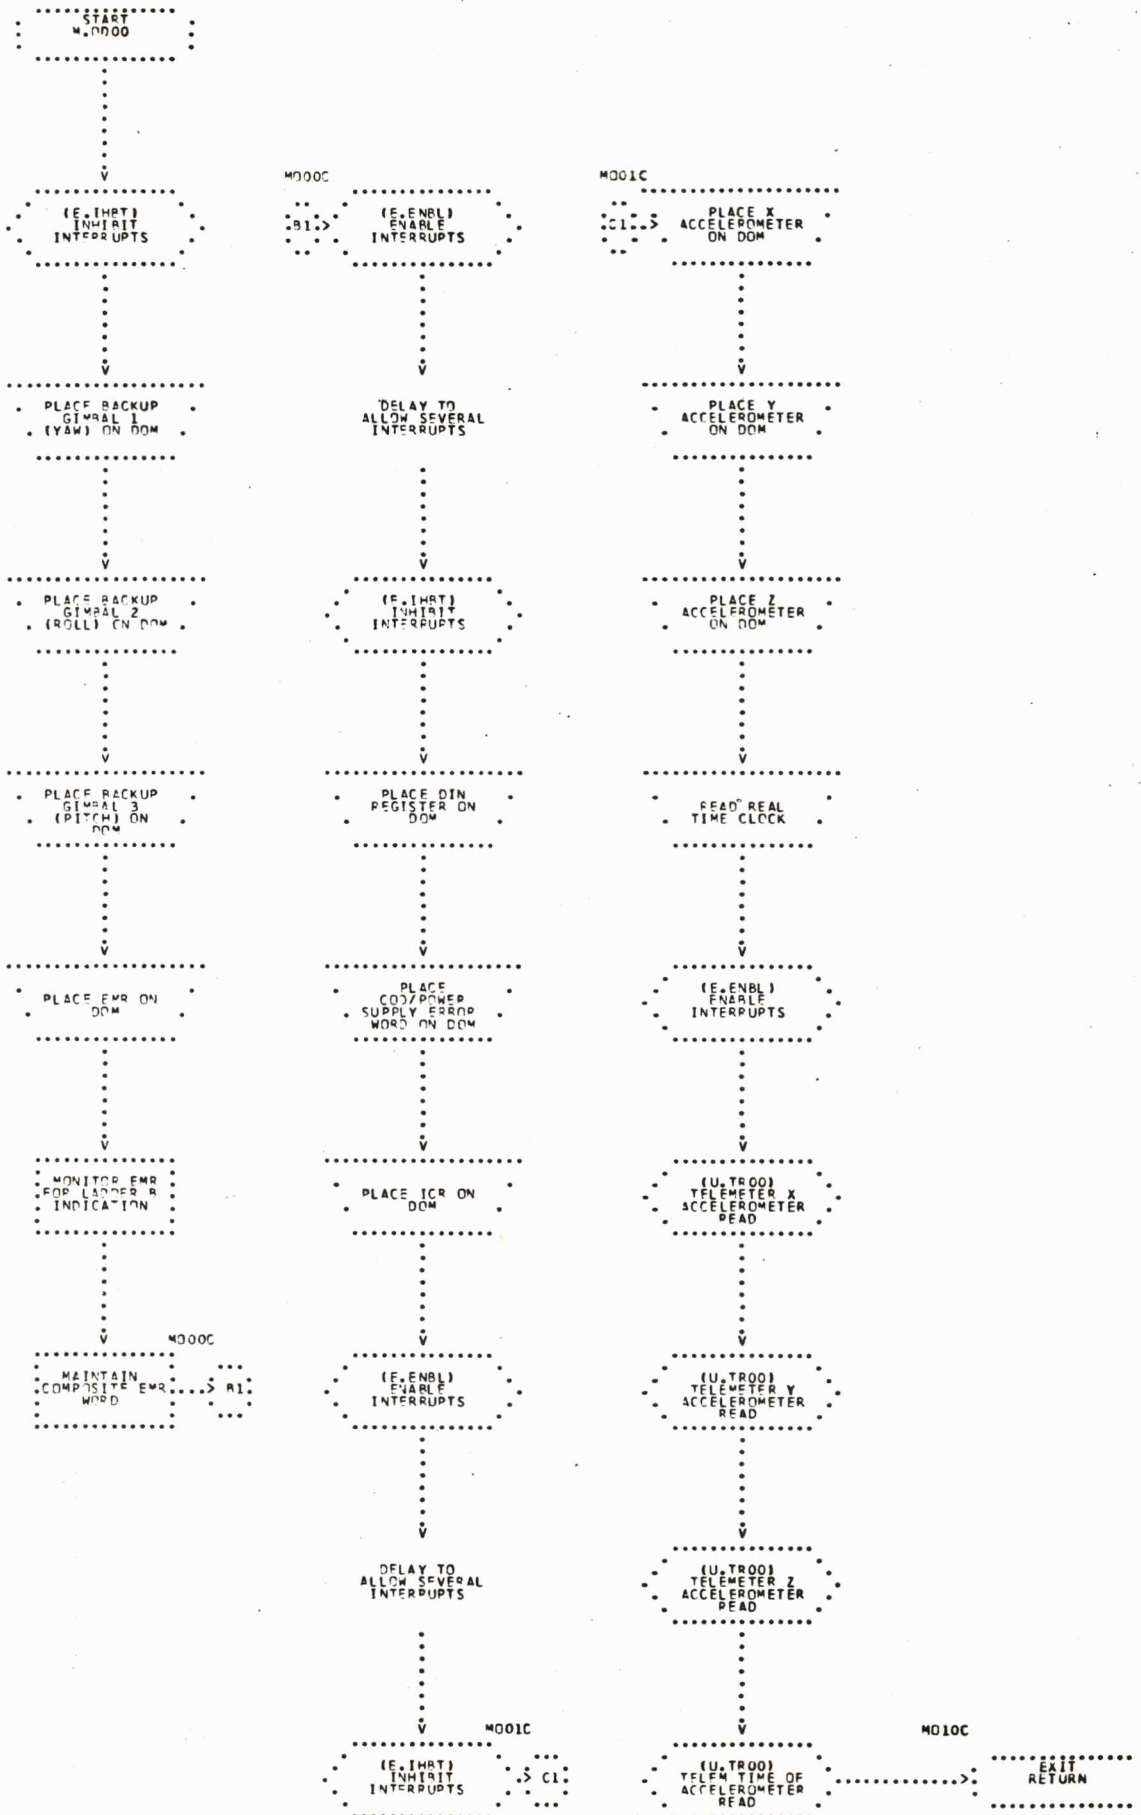 START
M.DD00
(E.IHBT)
INHIBIT
INTERRUPTS
PLACE BACKUP
GIMBAL 1
(YAW) ON DOM
PLACE BACKUP
GIMBAL 2
(ROLL) ON DOM
PLACE BACKUP
GIMBAL 3
(PITCH) ON
DOM
PLACE EMR ON
DOM
MONITOR EMR
FOR LADDER B
INDICATION
MAINTAIN
COMPOSITE EMR
WORD
M000C
B1
M000C
B1
(E.ENBL)
ENABLE
INTERRUPTS
DELAY TO
ALLOW SEVERAL
INTERRUPTS
(E.IHBT)
INHIBIT
INTERRUPTS
PLACE DIN
REGISTER ON
DOM
PLACE
COD/POWER
SUPPLY ERROR
WORD ON DOM
PLACE ICR ON
DOM
(E.ENBL)
ENABLE
INTERRUPTS
DELAY TO
ALLOW SEVERAL
INTERRUPTS
(E.IHBT)
INHIBIT
INTERRUPTS
M001C
C1
M001C
C1
PLACE X
ACCELEROMETER
ON DOM
PLACE Y
ACCELEROMETER
ON DOM
PLACE Z
ACCELEROMETER
ON DOM
READ REAL
TIME CLOCK
(E.ENBL)
ENABLE
INTERRUPTS
(U.TR00)
TELEMETER X
ACCELEROMETER
READ
(U.TR00)
TELEMETER Y
ACCELEROMETER
READ
(U.TR00)
TELEMETER Z
ACCELEROMETER
READ
(U.TR00)
TELEM TIME OF
ACCELEROMETER
READ
M010C
EXIT
RETURN